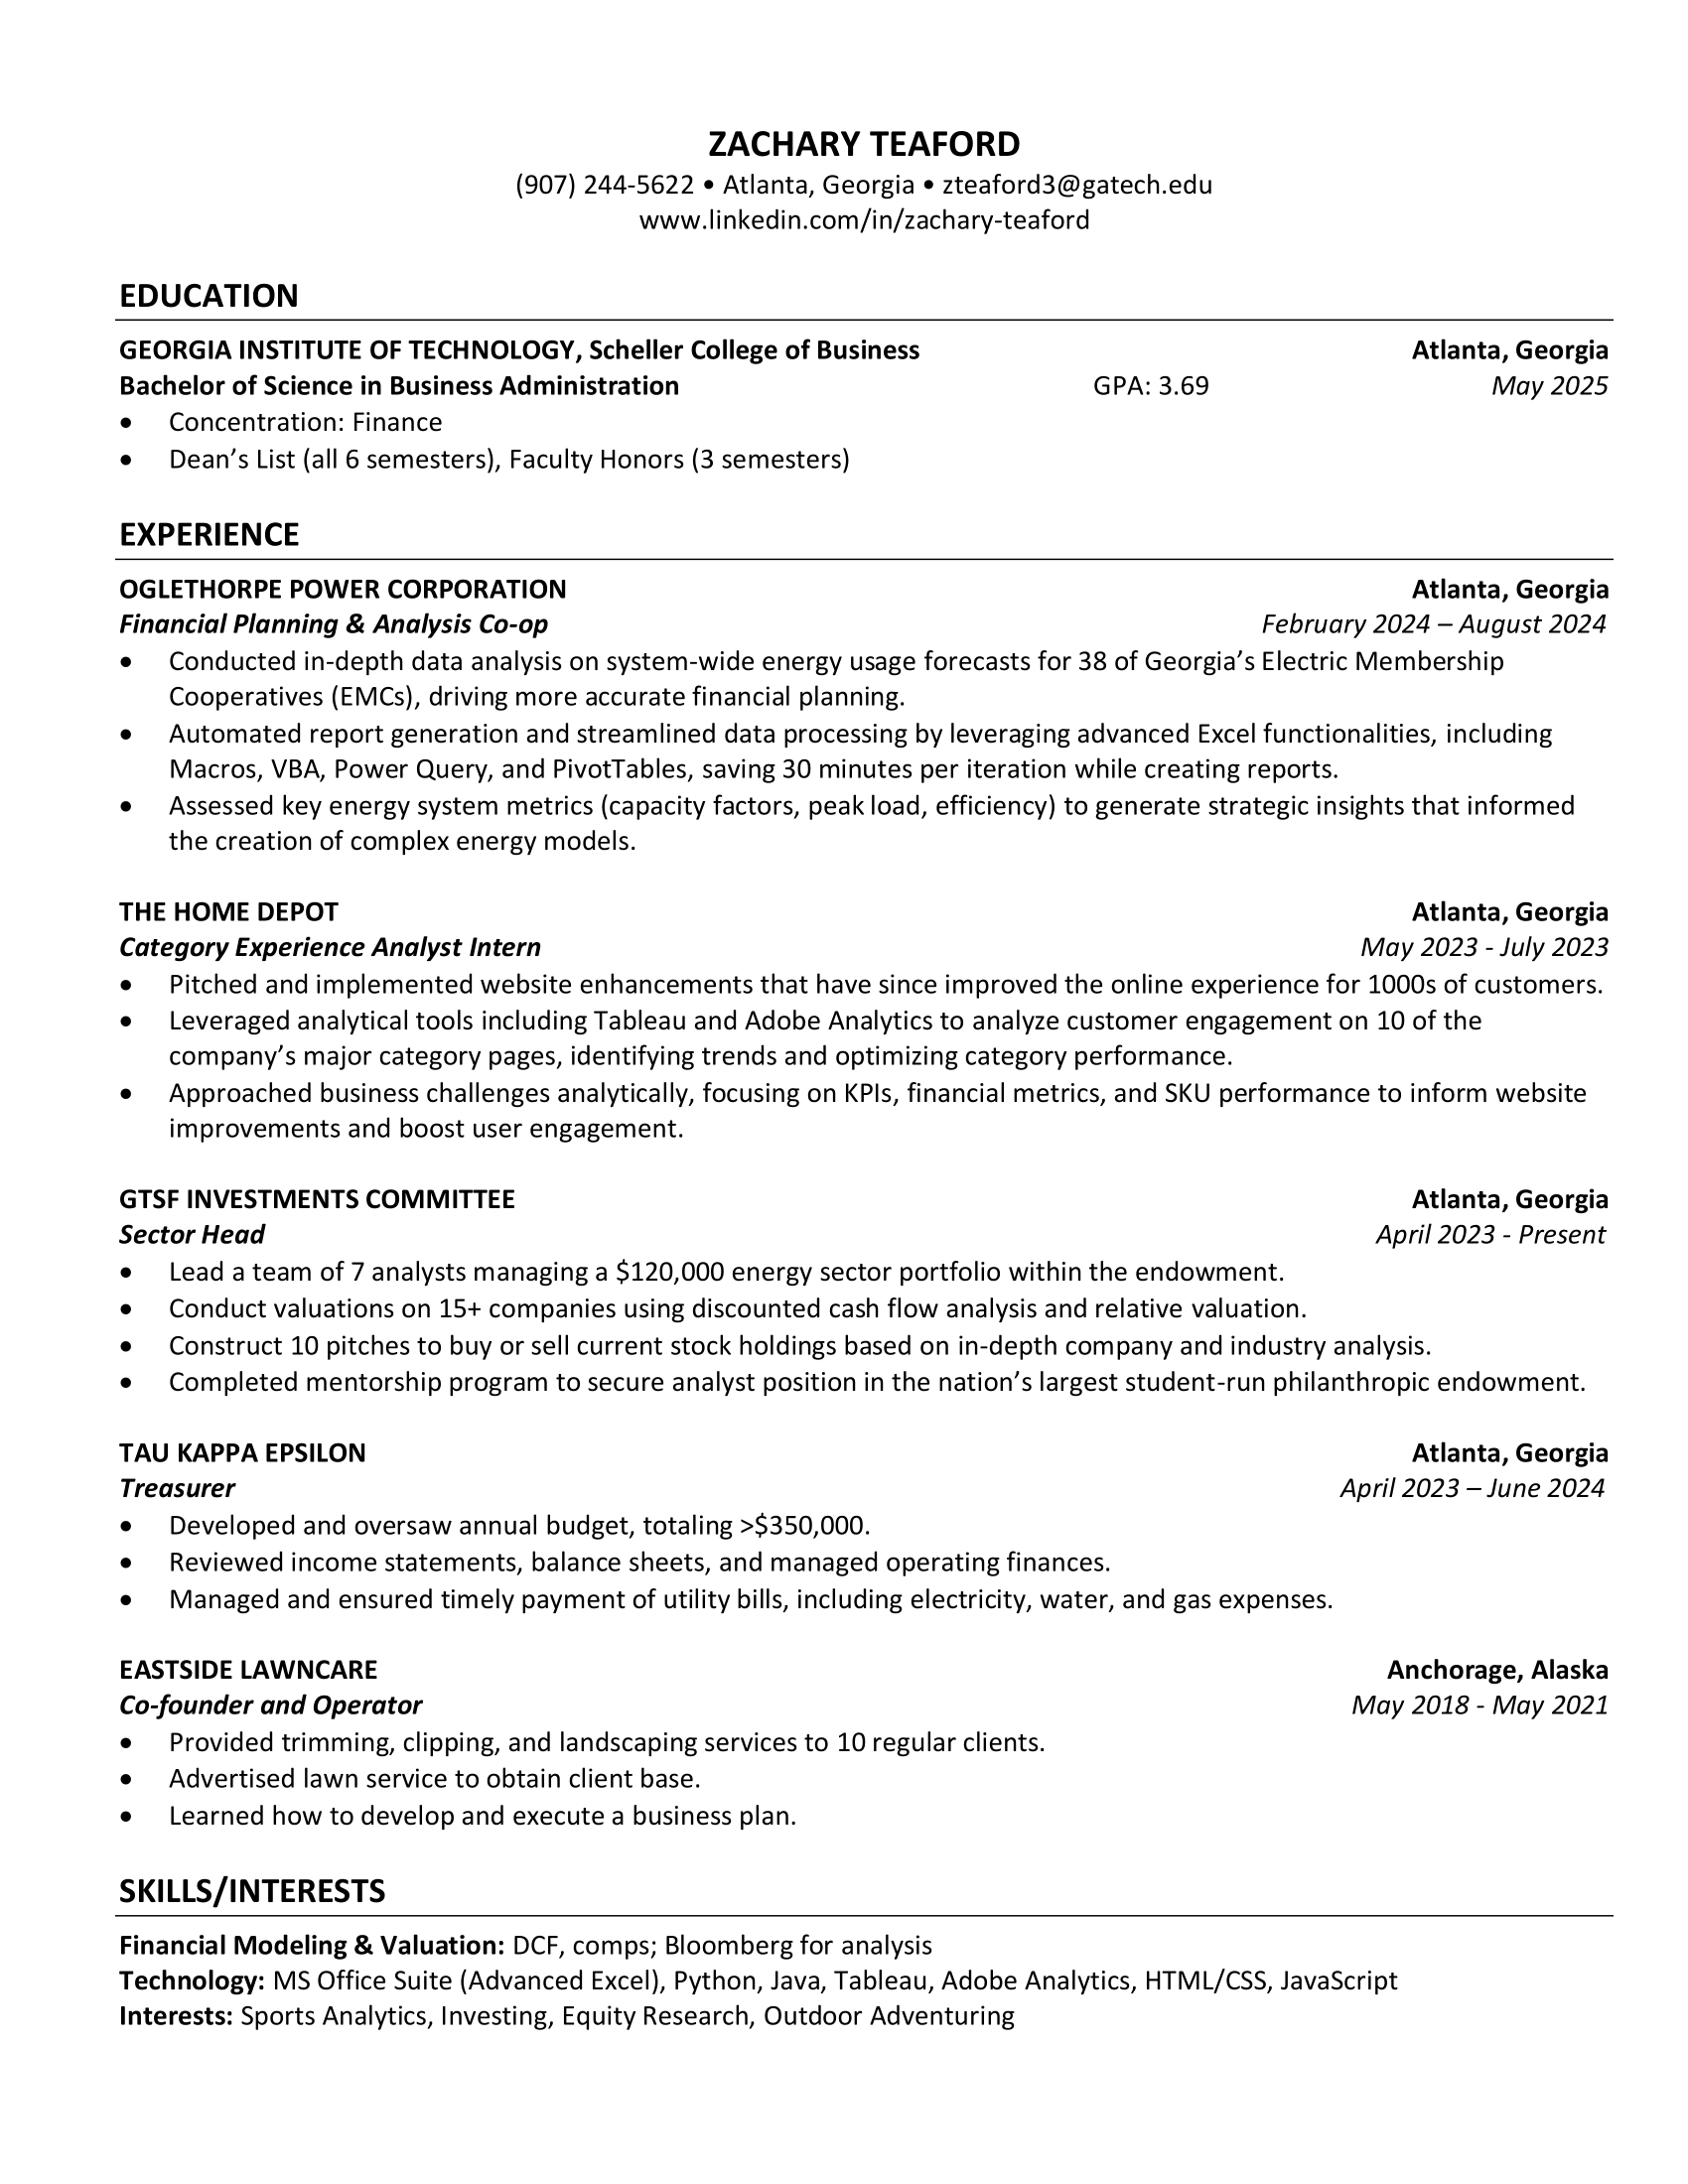 ZACHARY TEAFORD
(907) 244-5622 • Atlanta, Georgia • zteaford3@gatech.edu
www.linkedin.com/in/zachary-teaford
EDUCATION
GEORGIA INSTITUTE OF TECHNOLOGY, Scheller College of Business Atlanta, Georgia
Bachelor of Science in Business Administration GPA: 3.69 May 2025
• Concentration: Finance
• Dean’s List (all 6 semesters), Faculty Honors (3 semesters)
EXPERIENCE
OGLETHORPE POWER CORPORATION Atlanta, Georgia
Financial Planning & Analysis Co-op February 2024 – August 2024
• Conducted in-depth data analysis on system-wide energy usage forecasts for 38 of Georgia’s Electric Membership
Cooperatives (EMCs), driving more accurate financial planning.
• Automated report generation and streamlined data processing by leveraging advanced Excel functionalities, including
Macros, VBA, Power Query, and PivotTables, saving 30 minutes per iteration while creating reports.
• Assessed key energy system metrics (capacity factors, peak load, efficiency) to generate strategic insights that informed
the creation of complex energy models.
THE HOME DEPOT Atlanta, Georgia
Category Experience Analyst Intern May 2023 - July 2023
• Pitched and implemented website enhancements that have since improved the online experience for 1000s of customers.
• Leveraged analytical tools including Tableau and Adobe Analytics to analyze customer engagement on 10 of the
company’s major category pages, identifying trends and optimizing category performance.
• Approached business challenges analytically, focusing on KPIs, financial metrics, and SKU performance to inform website
improvements and boost user engagement.
GTSF INVESTMENTS COMMITTEE Atlanta, Georgia
Sector Head April 2023 - Present
• Lead a team of 7 analysts managing a $120,000 energy sector portfolio within the endowment.
• Conduct valuations on 15+ companies using discounted cash flow analysis and relative valuation.
• Construct 10 pitches to buy or sell current stock holdings based on in-depth company and industry analysis.
• Completed mentorship program to secure analyst position in the nation’s largest student-run philanthropic endowment.
TAU KAPPA EPSILON Atlanta, Georgia
Treasurer April 2023 – June 2024
• Developed and oversaw annual budget, totaling >$350,000.
• Reviewed income statements, balance sheets, and managed operating finances.
• Managed and ensured timely payment of utility bills, including electricity, water, and gas expenses.
EASTSIDE LAWNCARE Anchorage, Alaska
Co-founder and Operator May 2018 - May 2021
• Provided trimming, clipping, and landscaping services to 10 regular clients.
• Advertised lawn service to obtain client base.
• Learned how to develop and execute a business plan.
SKILLS/INTERESTS
Financial Modeling & Valuation: DCF, comps; Bloomberg for analysis
Technology: MS Office Suite (Advanced Excel), Python, Java, Tableau, Adobe Analytics, HTML/CSS, JavaScript
Interests: Sports Analytics, Investing, Equity Research, Outdoor Adventuring